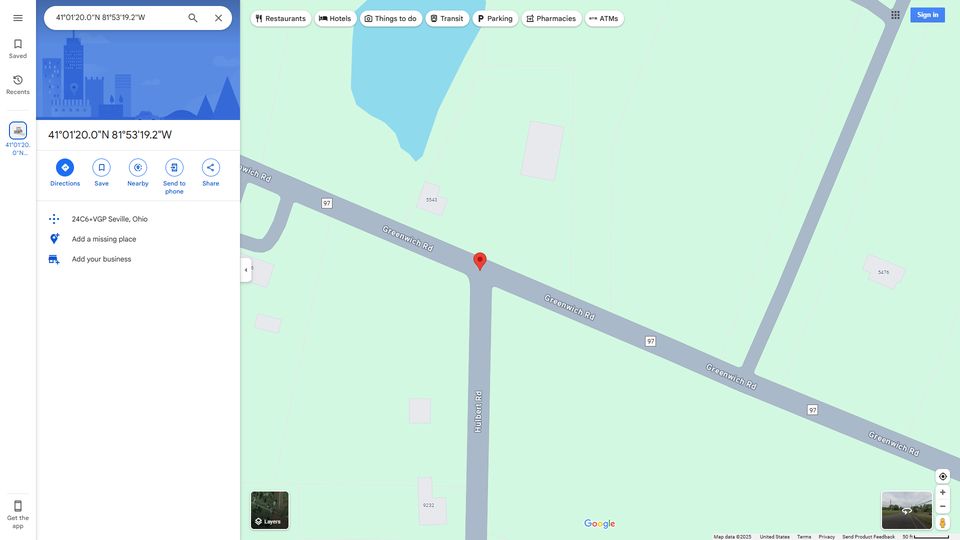 41°01'20.0"N 81°53'19.2"W
Restaurants
Hotels
Things to do
Transit
Parking
Pharmacies
ATMs
Sign in
Saved
Recents
41°01'20.
0"N...
41°01'20.0"N 81°53'19.2"W
Directions
Save
Nearby
Send to
phone
Share
24C6+VGP Seville, Ohio
Add a missing place
Add your business
Get the
app
wich Rd
97
5543
Greenwich Rd
5476
Greenwich Rd
97
Greenwich Rd
97
Greenwich Rd
Hulbert Rd
9232
Layers
Google
Map data ©2025
United States
Terms
Privacy
Send Product Feedback
50 ft